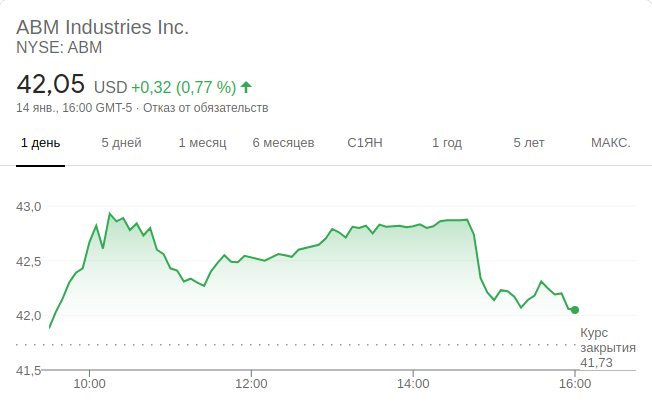 ABM Industries Inc.
NYSE: ABM
42,05 USD +0,32 (0,77 %)
14 янв., 16:00 GMT-5 · Отказ от обязательств
1 день 5 дней 1 месяц 6 месяцев С1ЯН 1 год 5 лет МАКС.
43,0
42,5
42,0
Курс
закрытия
41,73
41,5
10:00 12:00 14:00 16:00